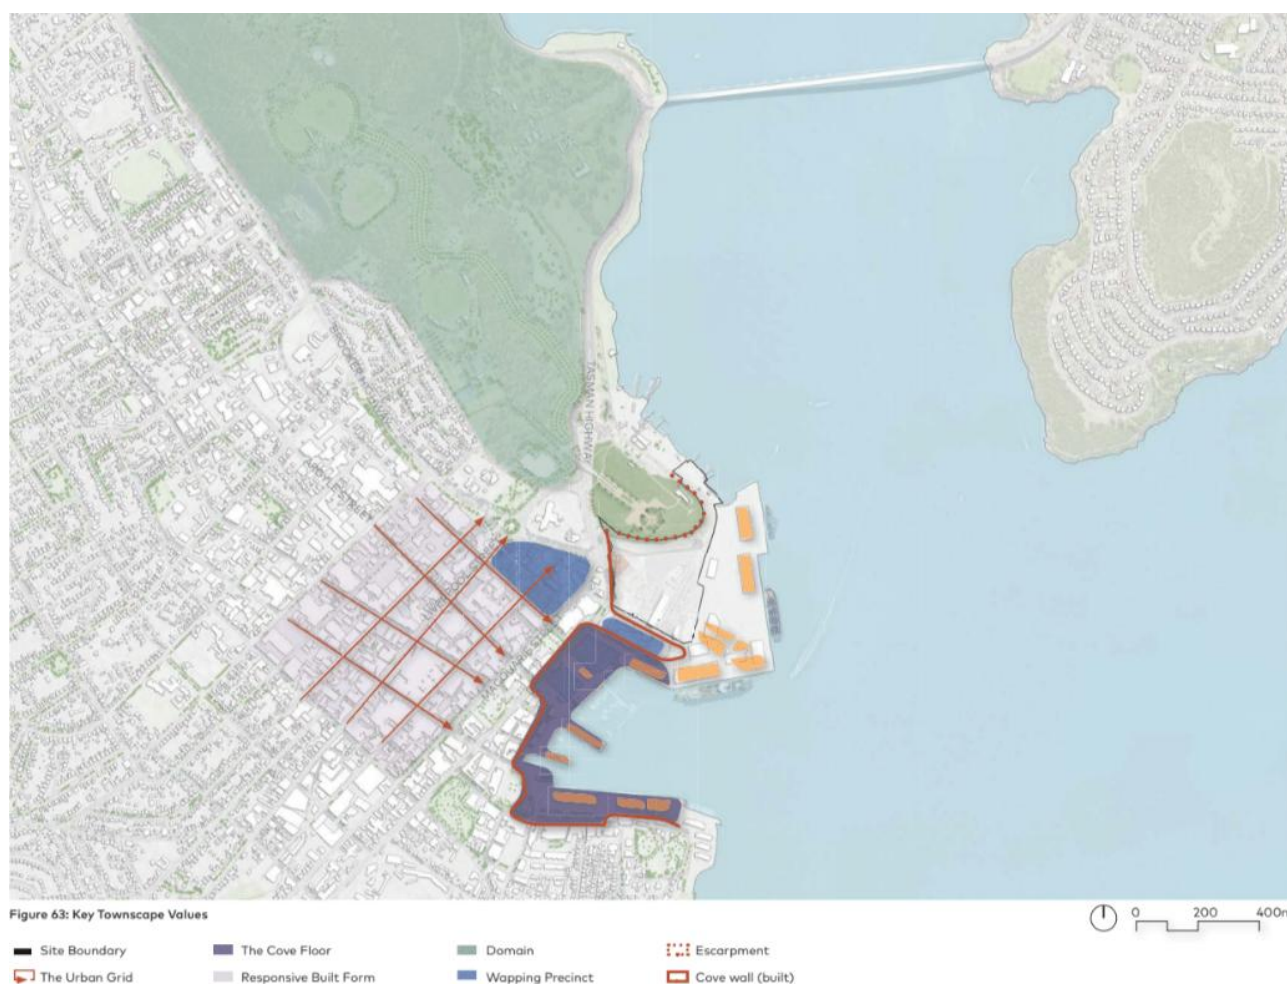 TASMAN HIGHWAY
Figure 63: Key Townscape Values
0 200 400m
Site Boundary
The Cove Floor
Domain
Escarpment
The Urban Grid
Responsive Built Form
Wapping Precinct
Cove wall (built)